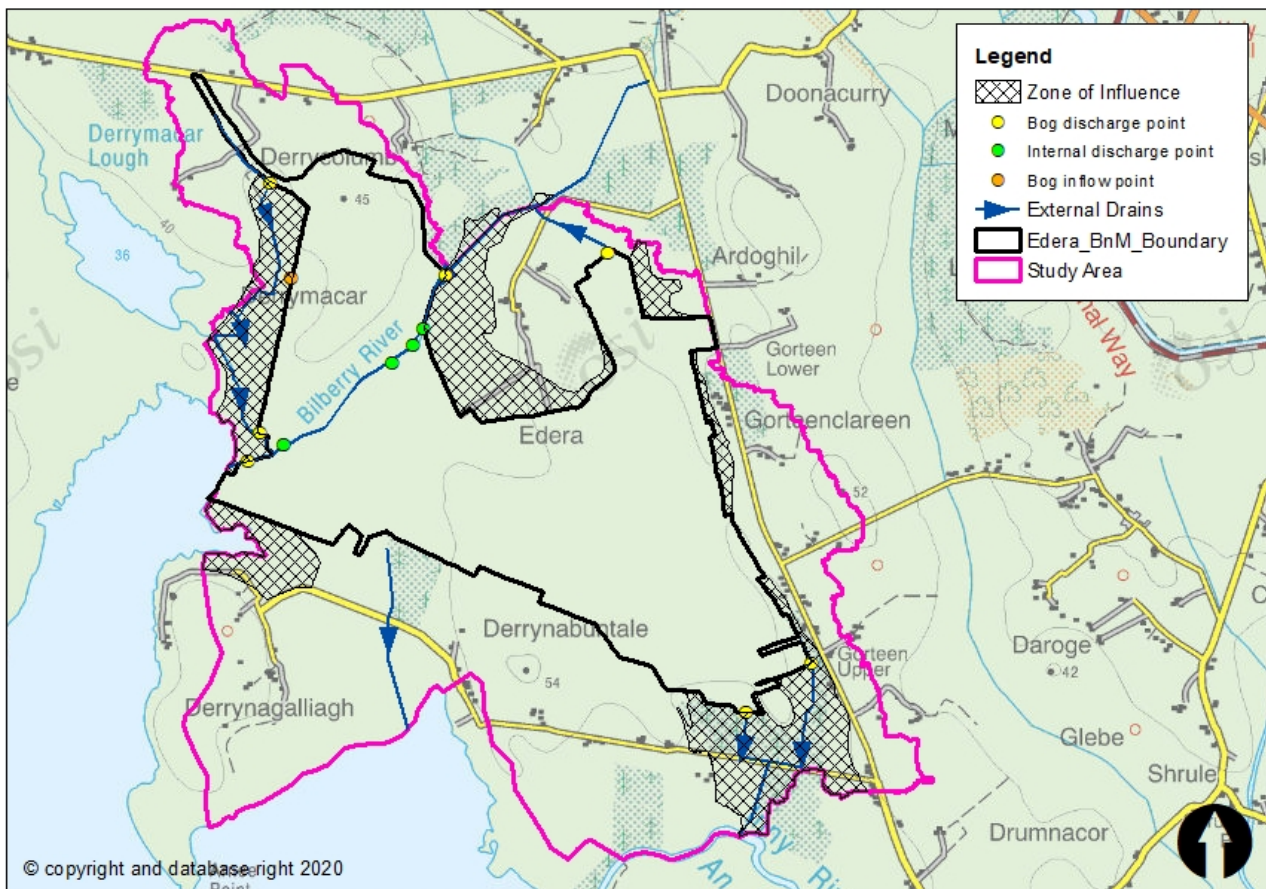 Legend
Zone of Influence
Bog discharge point
Internal discharge point
Bog inflow point
External Drains
Edera_BnM_Boundary
Study Area
Doonacurry
Derrymacar
Lough
45
40
36
Ardoghil
Bilberry River
Gorteen
Lower
Edera
Gorteenclareen
52
osi
osi
Derrynabuntale
Gorteen
Upper
Daroge
42
54
Derrynagalliagh
Glebe
Shrule
Drumnacor
© copyright and database right 2020